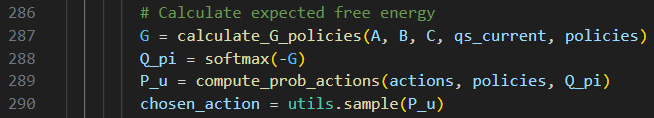 286 # Calculate expected free energy
287 G = calculate_G_policies(A, B, C, qs_current, policies)
288 Q_pi = softmax(-G)
289 P_u = compute_prob_actions(actions, policies, Q_pi)
290 chosen_action = utils.sample(P_u)